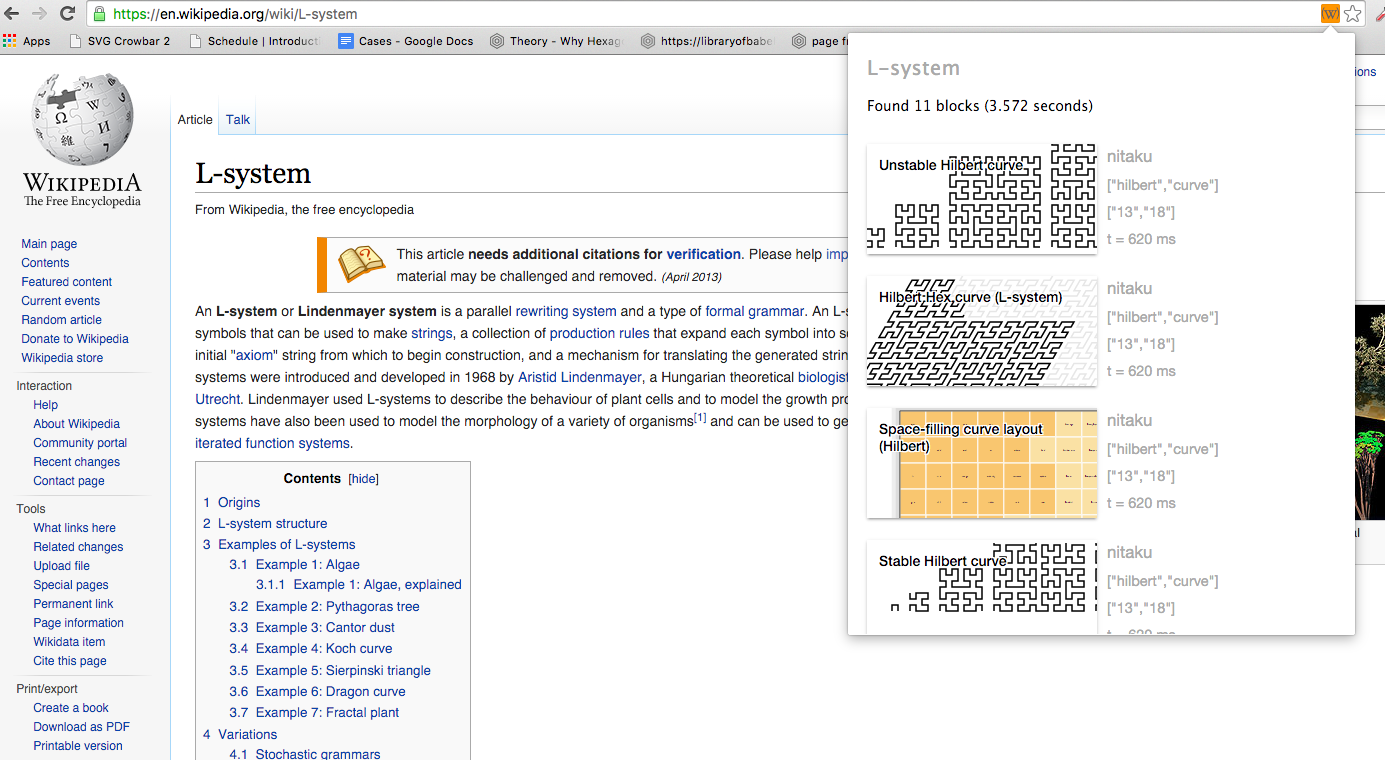 https://en.wikipedia.org/wiki/L-system
Apps
SVG Crowbar 2
Schedule | Introducti
Cases - Google Docs
Theory - Why Hexag
https://libraryofbabe
page fr
WIKIPEDIA
The Free Encyclopedia
Main page
Contents
Featured content
Current events
Random article
Donate to Wikipedia
Wikipedia store
Interaction
Help
About Wikipedia
Community portal
Recent changes
Contact page
Tools
What links here
Related changes
Upload file
Special pages
Permanent link
Page information
Wikidata item
Cite this page
Print/export
Create a book
Download as PDF
Printable version
Article
Talk
L-system
From Wikipedia, the free encyclopedia
This article needs additional citations for verification. Please help imp
material may be challenged and removed. (April 2013)
An L-system or Lindenmayer system is a parallel rewriting system and a type of formal grammar. An L-s
symbols that can be used to make strings, a collection of production rules that expand each symbol into so
initial "axiom" string from which to begin construction, and a mechanism for translating the generated strin
systems were introduced and developed in 1968 by Aristid Lindenmayer, a Hungarian theoretical biologist
Utrecht. Lindenmayer used L-systems to describe the behaviour of plant cells and to model the growth pro
systems have also been used to model the morphology of a variety of organisms[1] and can be used to ge
iterated function systems.
Contents [hide]
1 Origins
2 L-system structure
3 Examples of L-systems
3.1 Example 1: Algae
3.1.1 Example 1: Algae, explained
3.2 Example 2: Pythagoras tree
3.3 Example 3: Cantor dust
3.4 Example 4: Koch curve
3.5 Example 5: Sierpinski triangle
3.6 Example 6: Dragon curve
3.7 Example 7: Fractal plant
4 Variations
4.1 Stochastic grammars
L-system
Found 11 blocks (3.572 seconds)
Unstable Hilbert curve
nitaku
["hilbert","curve"]
["13","18"]
t = 620 ms
Hilbert Hex curve (L-system)
nitaku
["hilbert","curve"]
["13","18"]
t = 620 ms
Space-filling curve layout
(Hilbert)
nitaku
["hilbert","curve"]
["13","18"]
t = 620 ms
Stable Hilbert curve
nitaku
["hilbert","curve"]
["13","18"]
t = 620 ms
ions